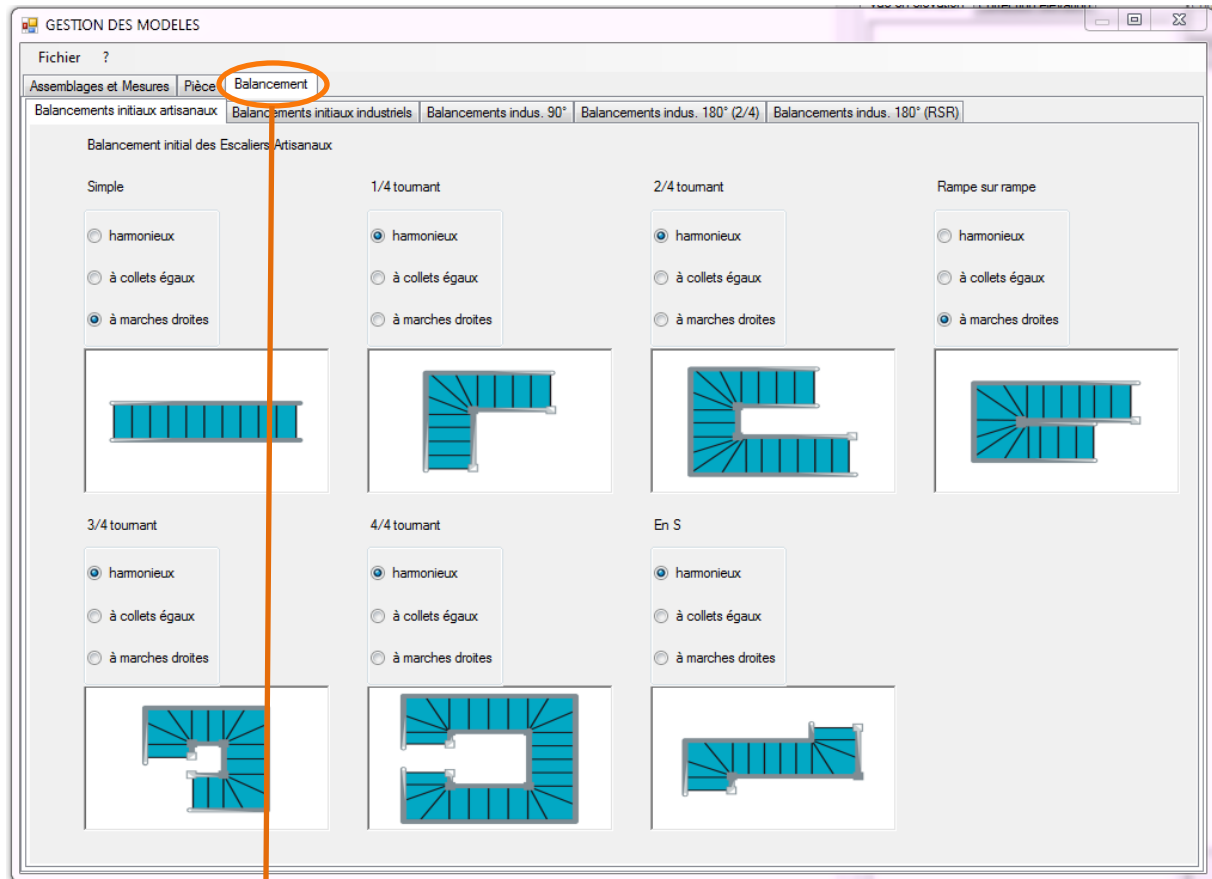 GESTION DES MODELES
Fichier ?
Assemblages et Mesures Pièce Balancement
Balancements initiaux artisanaux Balancements initiaux industriels Balancements indus. 90° Balancements indus. 180° (2/4) Balancements indus. 180° (RSR)
Balancement initial des Escaliers Artisanaux
Simple 1/4 tournant 2/4 tournant Rampe sur rampe
harmonieux harmonieux harmonieux harmonieux
à collets égaux à collets égaux à collets égaux à collets égaux
à marches droites à marches droites à marches droites à marches droites
3/4 tournant 4/4 tournant En S
harmonieux harmonieux harmonieux
à collets égaux à collets égaux à collets égaux
à marches droites à marches droites à marches droites